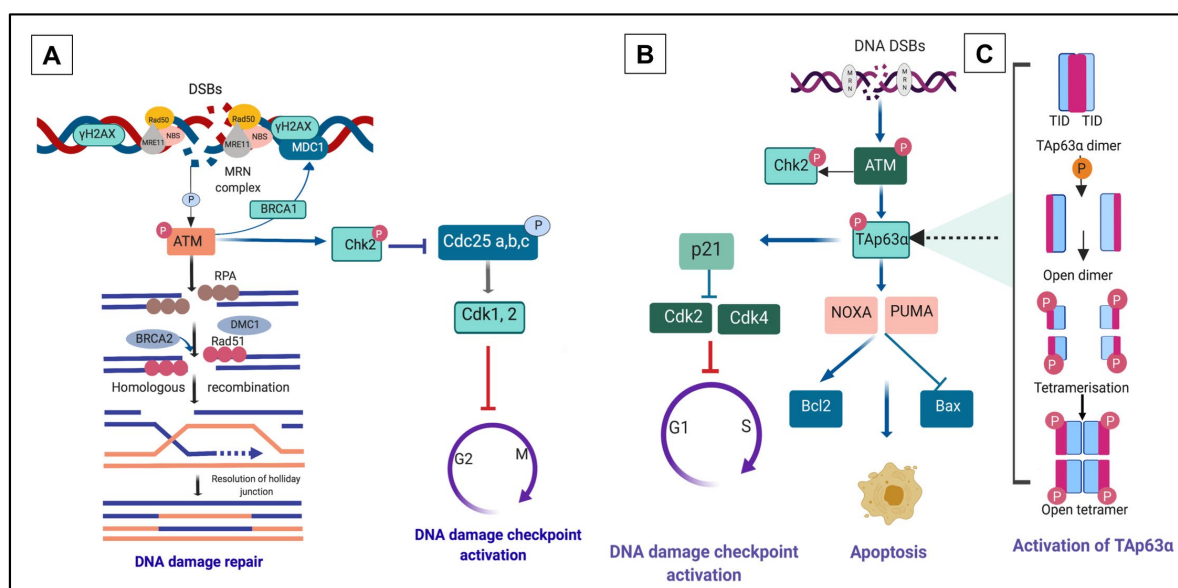 A
DSBs
γH2AX
Rad50
MRE11
NBS
Rad50
MRE11
NBS
γH2AX
MDC1
MRN
complex
P
BRCA1
P
ATM
Chk2
P
Cdc25 a,b,c
P
RPA
Cdk1, 2
DMC1
BRCA2
Rad51
Homologous recombination
G2
M
Resolution of holliday
junction
DNA damage repair
DNA damage checkpoint
activation
B
DNA DSBs
M
R
N
M
R
N
Chk2
P
ATM
P
P
TAp63α
p21
Cdk2
Cdk4
NOXA
PUMA
Bcl2
Bax
G1
S
DNA damage checkpoint
activation
Apoptosis
C
TID TID
TAp63α dimer
P
Open dimer
P
P
P
P
Tetramerisation
P
P
P
P
Open tetramer
Activation of TAp63α